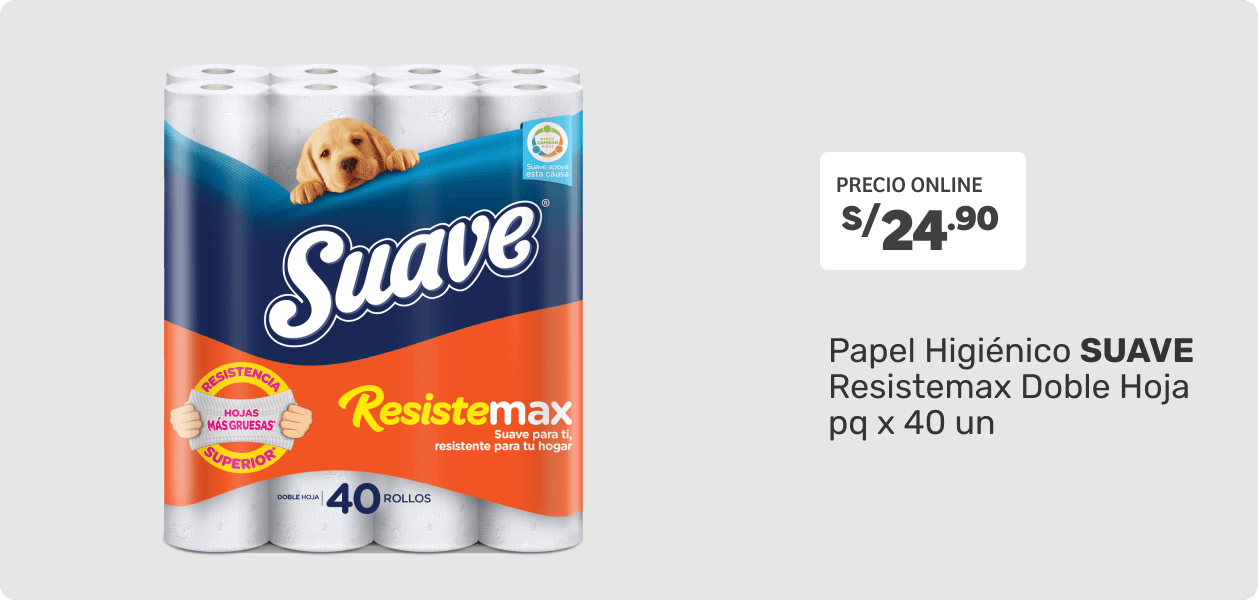 Suave apoya
esta causa
Suave®
RESISTENCIA
HOJAS
MÁS GRUESAS*
SUPERIOR*
Resistemax
Suave para ti,
resistente para tu hogar
DOBLE HOJA | 40 ROLLOS
PRECIO ONLINE
S/24.90
Papel Higiénico SUAVE
Resistemax Doble Hoja
pq x 40 un